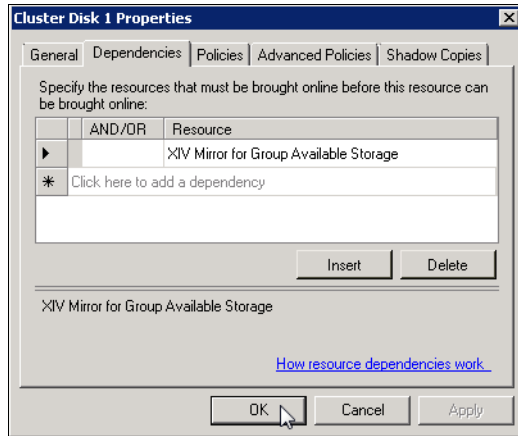 Cluster Disk 1 Properties
General Dependencies Policies Advanced Policies Shadow Copies
Specify the resources that must be brought online before this resource can
be brought online:
AND/OR Resource
XIV Mirror for Group Available Storage
Click here to add a dependency
Insert Delete
XIV Mirror for Group Available Storage
How resource dependencies work
OK Cancel Apply